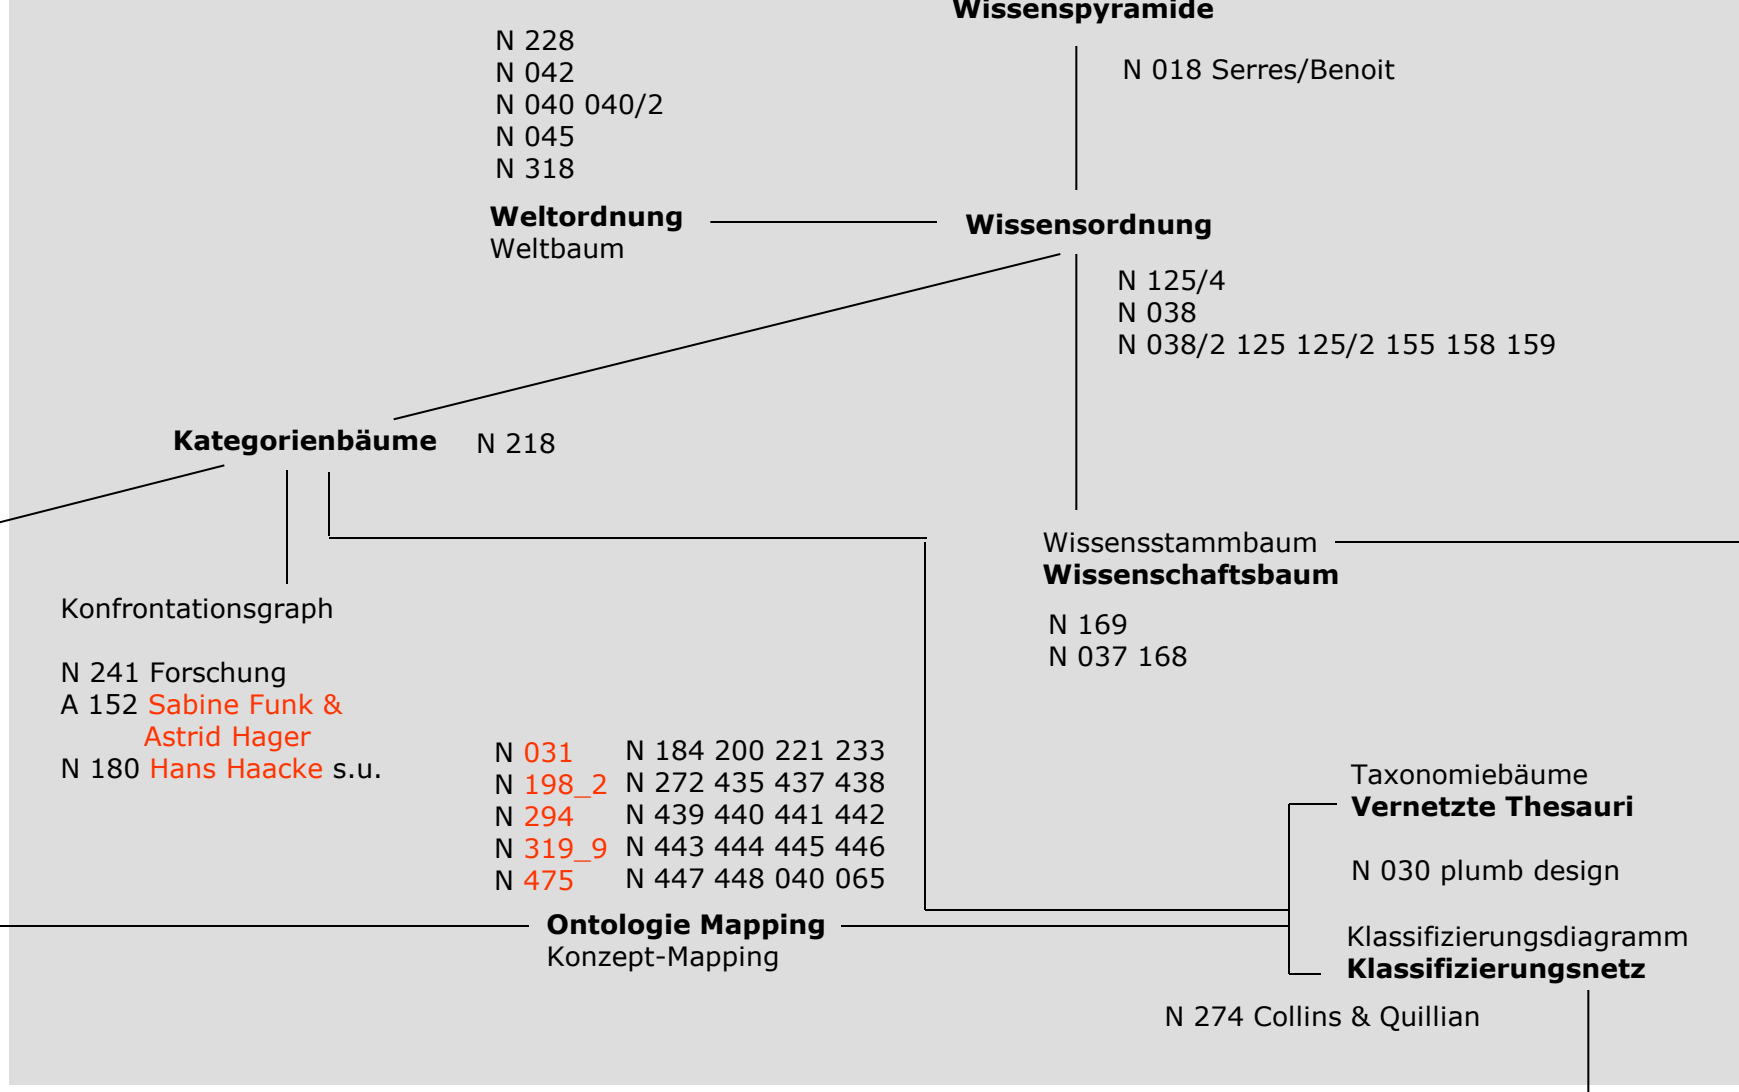 Wissenspyramide
N 228
N 042
N 040 040/2
N 045
N 318
N 018 Serres/Benoit
Weltordnung
Weltbaum
Wissensordnung
N 125/4
N 038
N 038/2 125 125/2 155 158 159
Kategorienbäume
N 218
Wissensstammbaum
Wissenschaftsbaum
N 169
N 037 168
Konfrontationsgraph
N 241 Forschung
A 152 Sabine Funk &
Astrid Hager
N 180 Hans Haacke s.u.
N 031
N 198_2
N 294
N 319_9
N 475
N 184 200 221 233
N 272 435 437 438
N 439 440 441 442
N 443 444 445 446
N 447 448 040 065
Ontologie Mapping
Konzept-Mapping
Taxonomiebäume
Vernetzte Thesauri
N 030 plumb design
Klassifizierungsdiagramm
Klassifizierungsnetz
N 274 Collins & Quillian